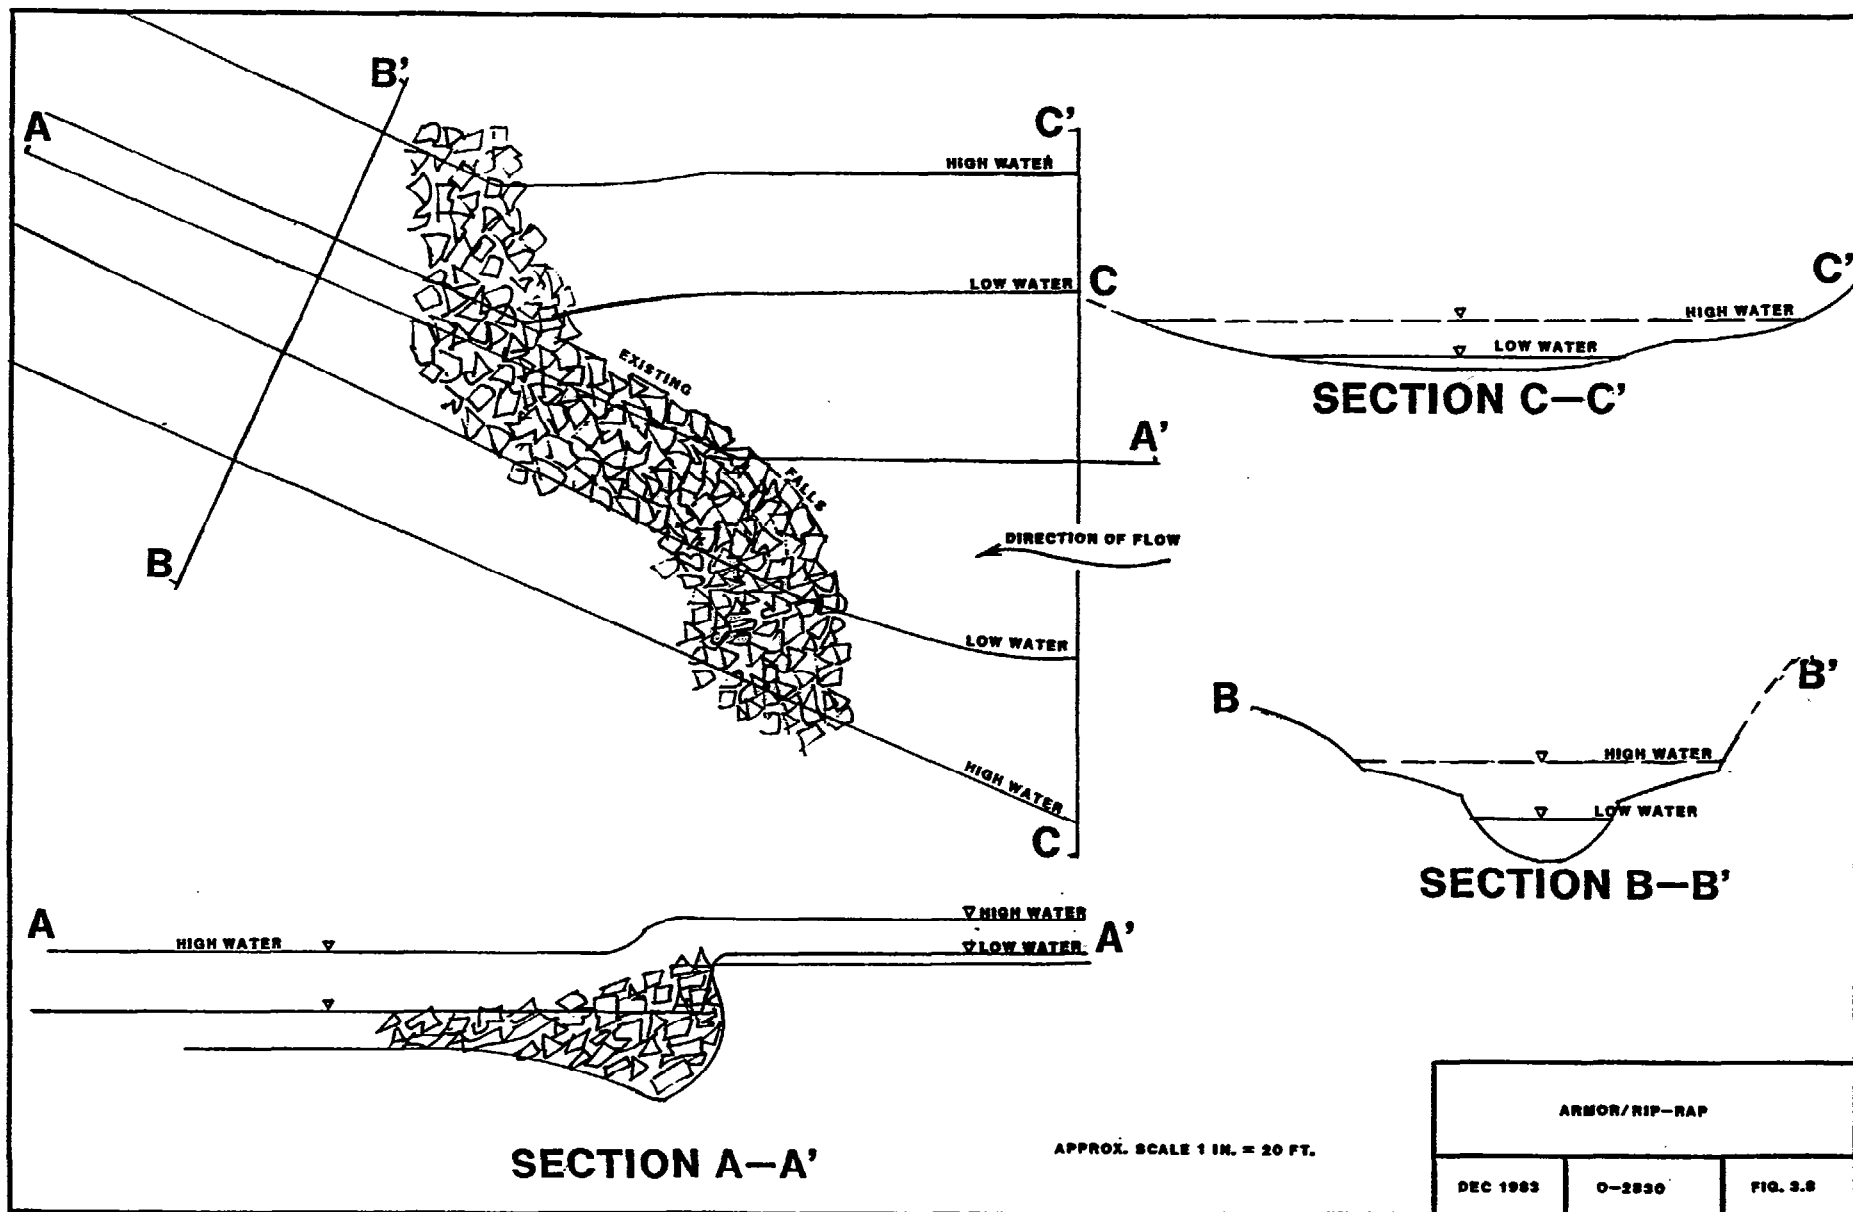 B'
A
C'
HIGH WATER
LOW WATER
C
C'
HIGH WATER
LOW WATER
SECTION C—C'
EXISTING
FALLS
A'
DIRECTION OF FLOW
B
LOW WATER
HIGH WATER
C
B
B'
HIGH WATER
LOW WATER
SECTION B—B'
A
HIGH WATER
HIGH WATER
LOW WATER
A'
SECTION A—A'
APPROX. SCALE 1 IN. = 20 FT.
ARMOR/RIP-RAP
DEC 1983
FIG. 3.8